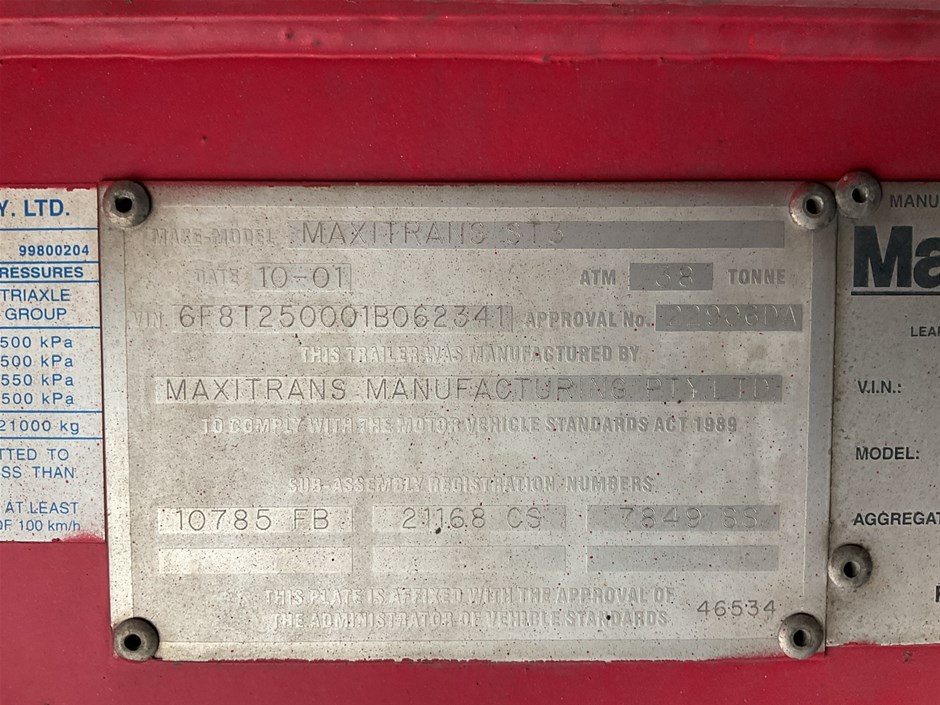 Y. LTD.
99800204
RESSURES
TRIAXLE
GROUP
500 kPa
500 kPa
550 kPa
500 kPa
21000 kg
TTED TO
SS THAN
AT LEAST
OF 100 km/h
MAKE-MODEL MAXITRANS ST3
DATE 10-01 ATM 38 TONNE
VIN. 6F8T250001B062341 APPROVAL No.
THIS TRAILER WAS MANUFACTURED BY
MAXITRANS MANUFACTURING PTY LTD
TO COMPLY WITH THE MOTOR VEHICLE STANDARDS ACT 1989
SUB-ASSEMBLY REGISTRATION NUMBERS
10785 FB 21168 CS 7849 SS
THIS PLATE IS AFFIXED WITH THE APPROVAL OF
THE ADMINISTRATOR OF VEHICLE STANDARDS 46534
MANU
Ma
LEA
V.I.N.:
MODEL:
AGGREGAT